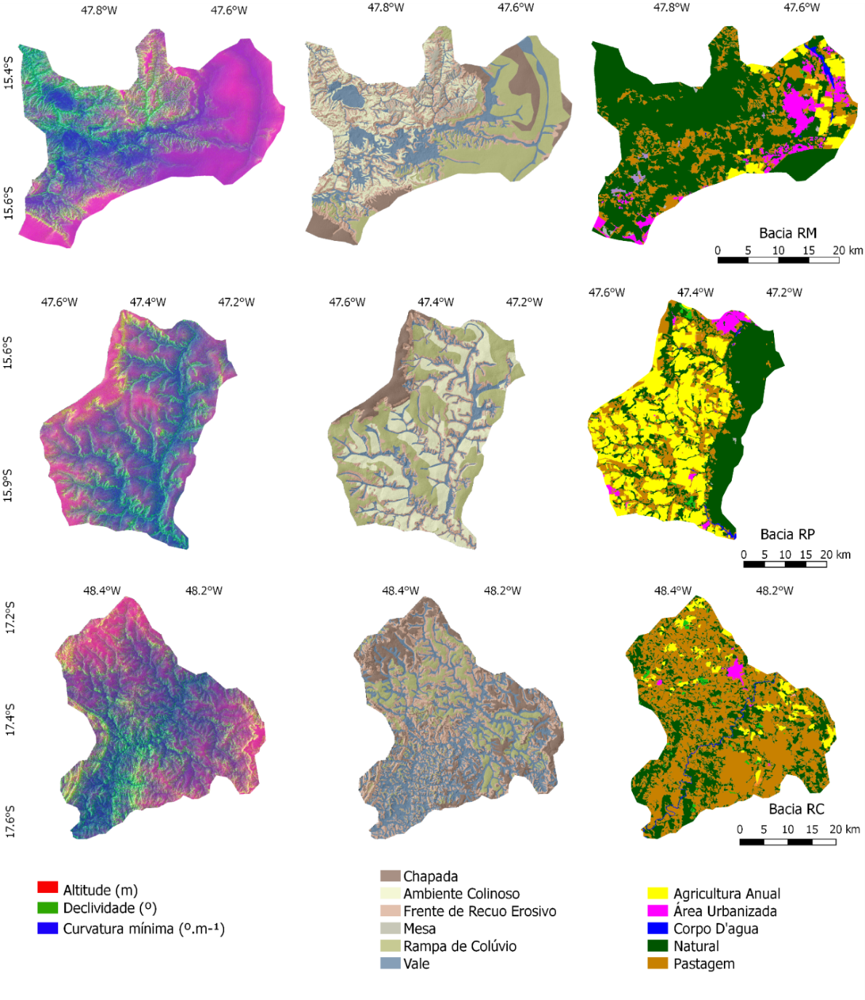 47.8°W 47.6°W 47.8°W 47.6°W 47.8°W 47.6°W
15.4°S
15.6°S
Bacia RM
0 5 10 15 20 km
47.6°W 47.4°W 47.2°W 47.6°W 47.4°W 47.2°W 47.6°W 47.4°W 47.2°W
15.6°S
15.9°S
Bacia RP
0 5 10 15 20 km
48.4°W 48.2°W 48.4°W 48.2°W 48.4°W 48.2°W
17.2°S
17.4°S
17.6°S
Bacia RC
0 5 10 15 20 km
Altitude (m)
Declividade (º)
Curvatura mínima (º.m-¹)
Chapada
Ambiente Colinoso
Frente de Recuo Erosivo
Mesa
Rampa de Colúvio
Vale
Agricultura Anual
Área Urbanizada
Corpo D'agua
Natural
Pastagem